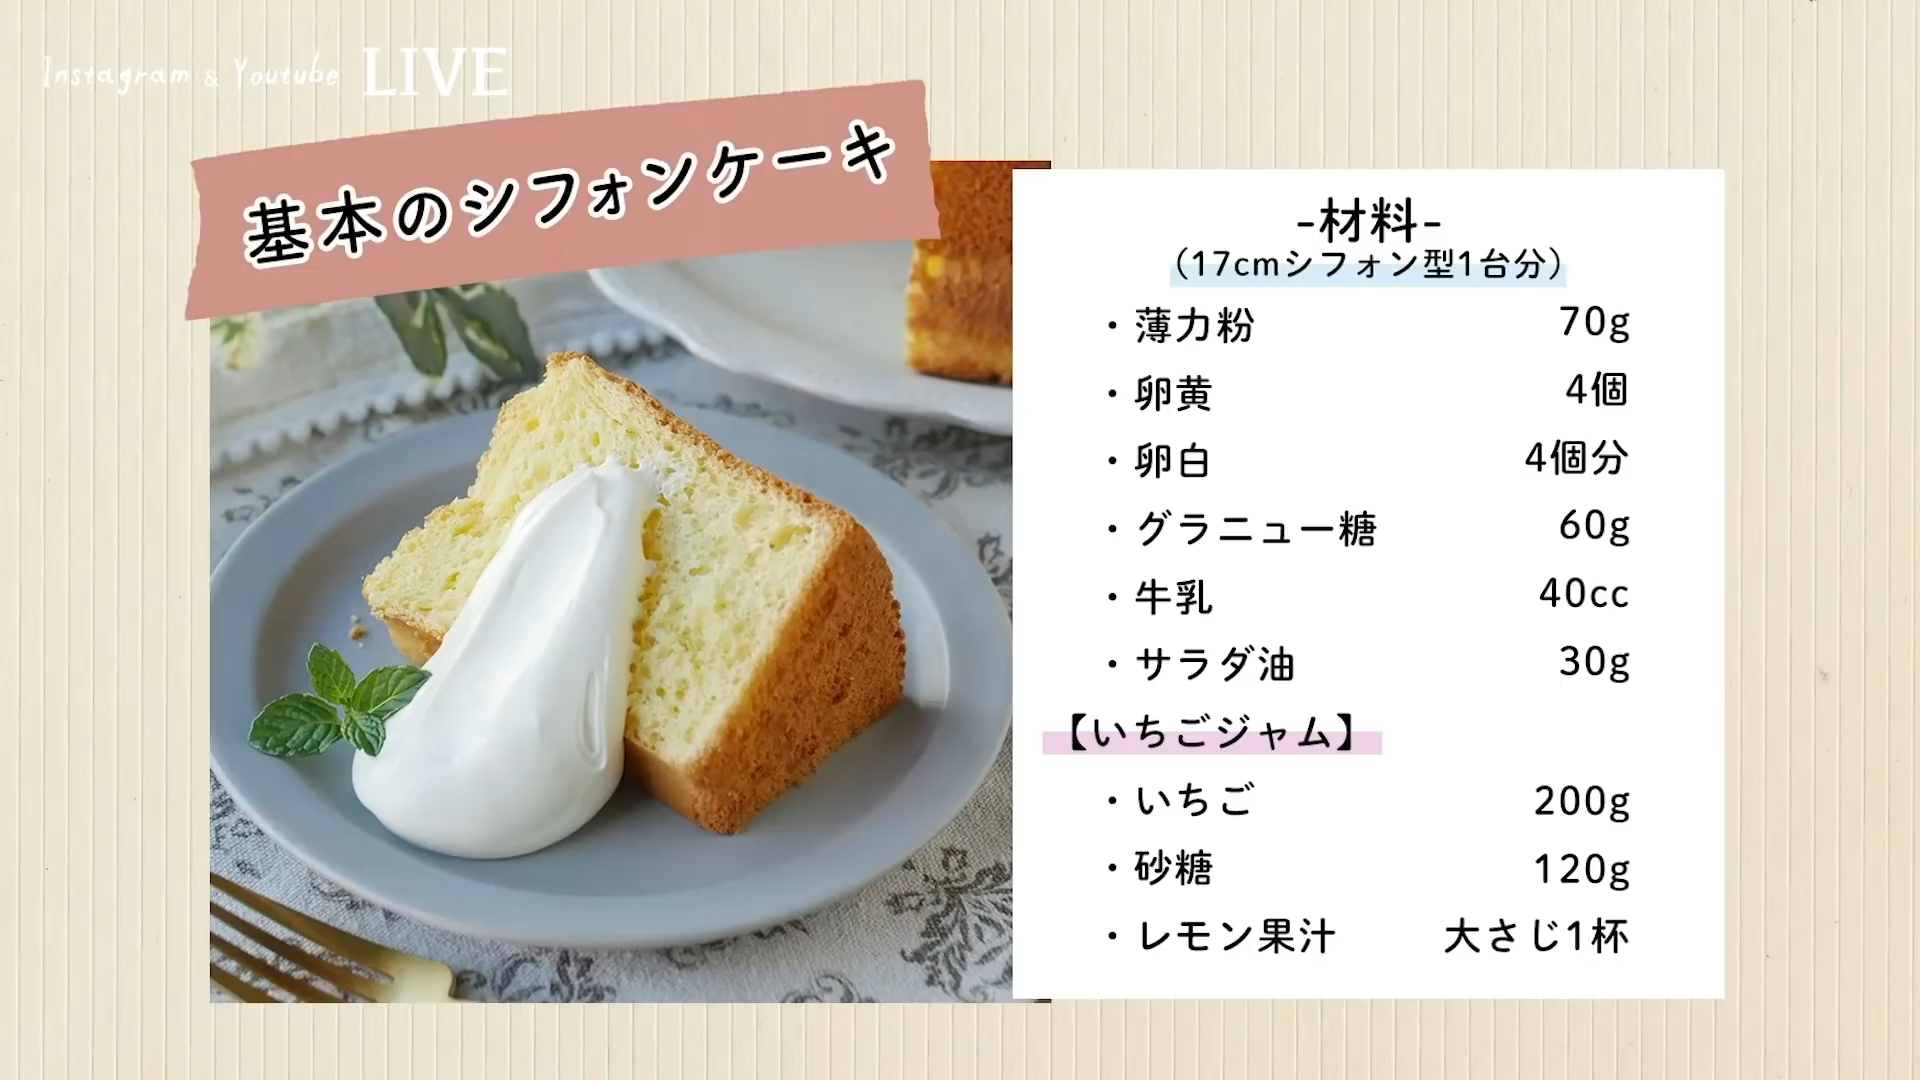 Instagram & Youtube LIVE
基本のシフォンケーキ
-材料-
（17cmシフォン型1台分）
・薄力粉 70g
・卵黄 4個
・卵白 4個分
・グラニュー糖 60g
・牛乳 40cc
・サラダ油 30g
【いちごジャム】
・いちご 200g
・砂糖 120g
・レモン果汁 大さじ1杯